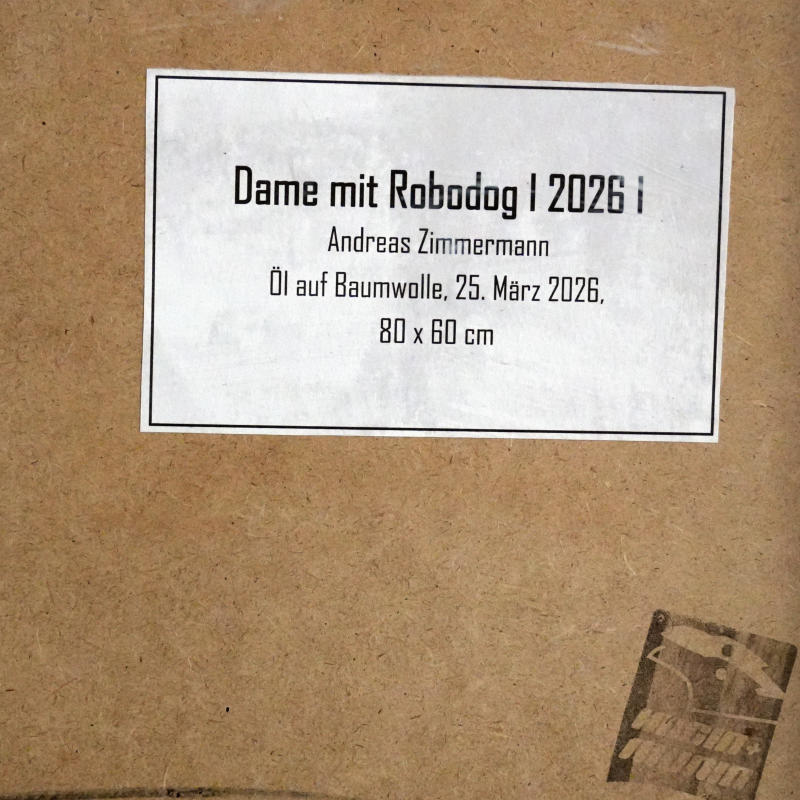 Dame mit Robodog | 2026 |
Andreas Zimmermann
Öl auf Baumwolle, 25. März 2026,
80 x 60 cm